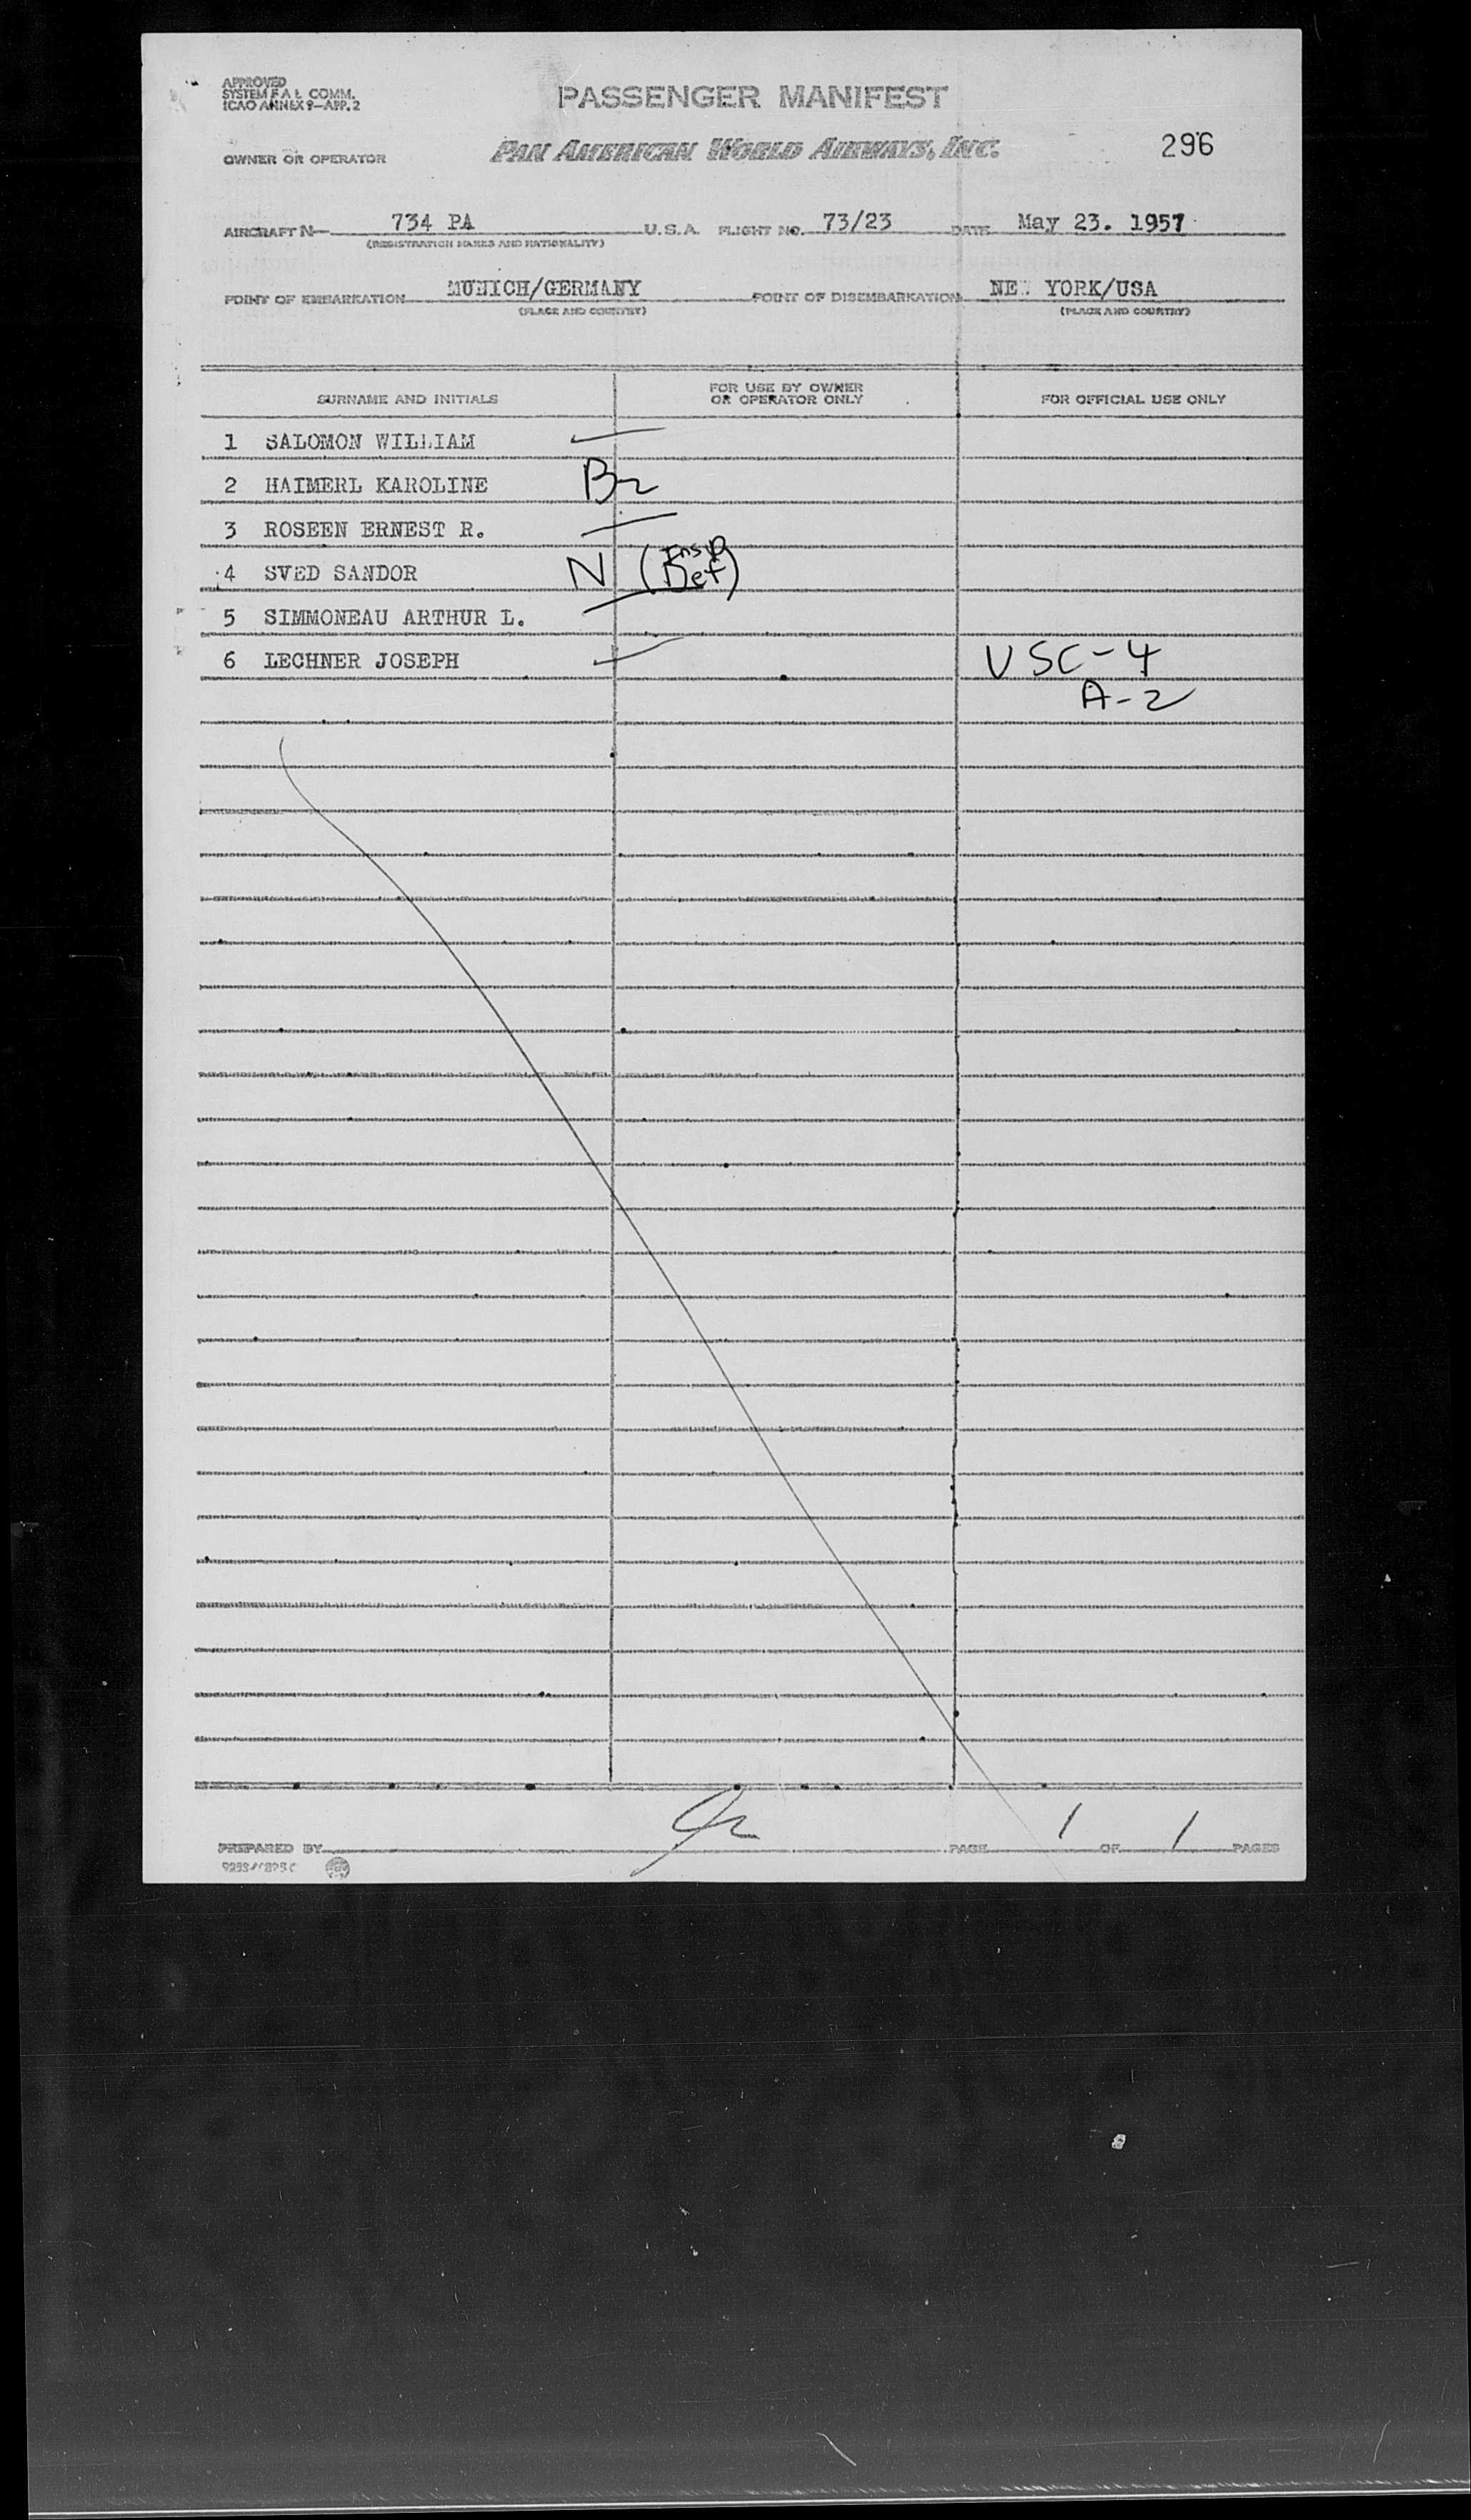 APPROVED
SYSTEM F A L COMM.
ICAO ANNEX 9—APP. 2
PASSENGER MANIFEST
OWNER OR OPERATOR PAN AMERICAN WORLD AIRWAYS, INC. 296
AIRCRAFT N— 734 PA U.S.A. FLIGHT NO. 73/23 DATE May 23. 1957
(REGISTRATION MARKS AND NATIONALITY)
POINT OF EMBARKATION MUNICH/GERMANY POINT OF DISEMBARKATION NEW YORK/USA
(PLACE AND COUNTRY) (PLACE AND COUNTRY)
SURNAME AND INITIALS FOR USE BY OWNER OR OPERATOR ONLY FOR OFFICIAL USE ONLY
1 SALOMON WILLIAM
2 HAIMERL KAROLINE B2
3 ROSEEN ERNEST R.
4 SVED SANDOR N (Insp Def)
5 SIMMONEAU ARTHUR L.
6 LECHNER JOSEPH USC-4
A-2
PREPARED BY PAGE 1 OF 1 PAGES